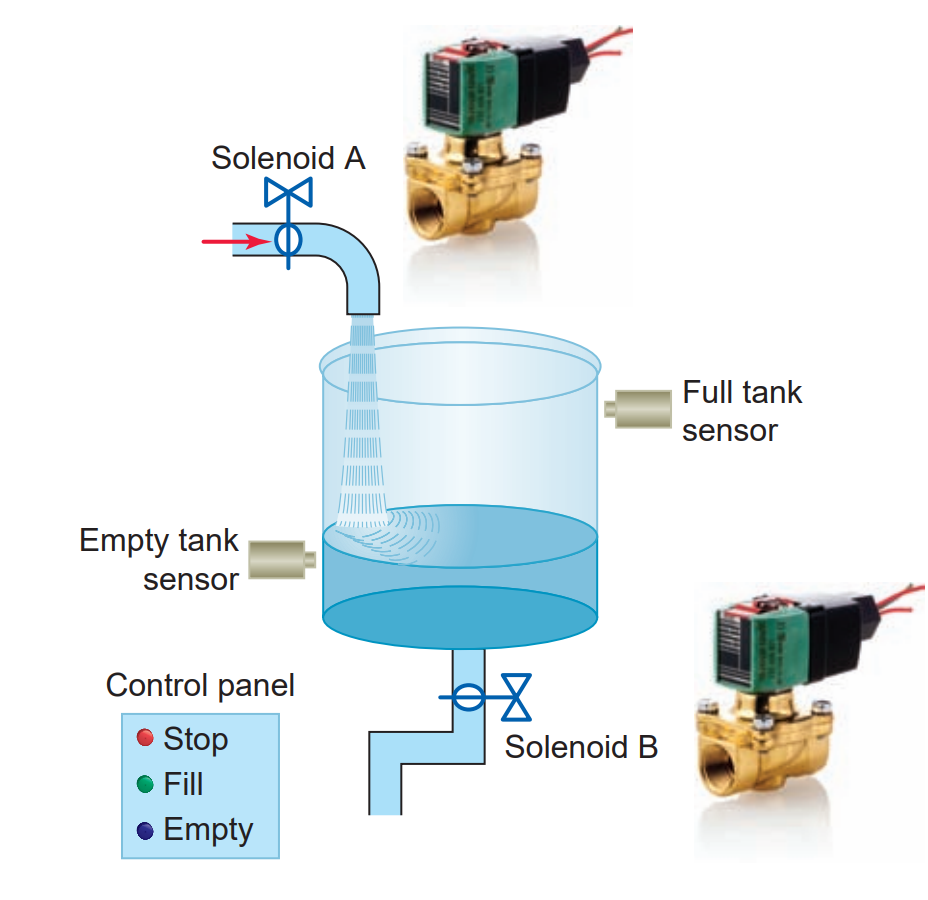 Solenoid A
Full tank
sensor
Empty tank
sensor
Control panel
Stop
Fill
Empty
Solenoid B